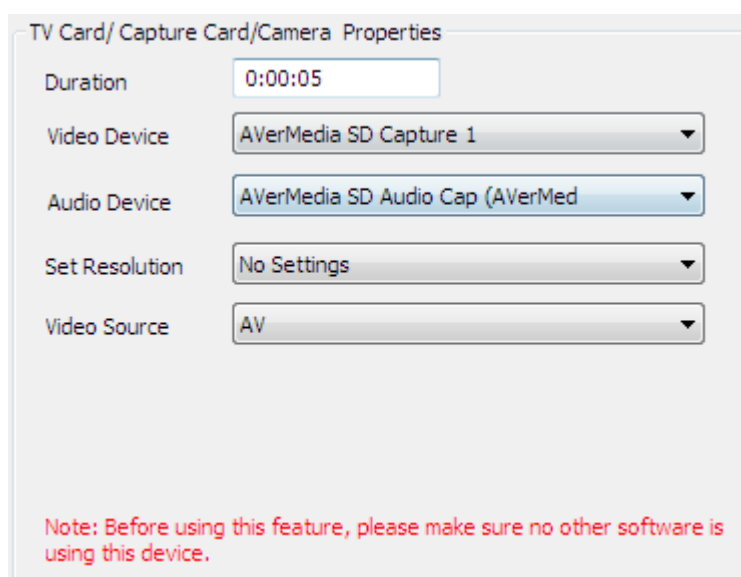 TV Card/ Capture Card/Camera Properties
Duration 0:00:05
Video Device AVerMedia SD Capture 1
Audio Device AVerMedia SD Audio Cap (AVerMed
Set Resolution No Settings
Video Source AV
Note: Before using this feature, please make sure no other software is
using this device.